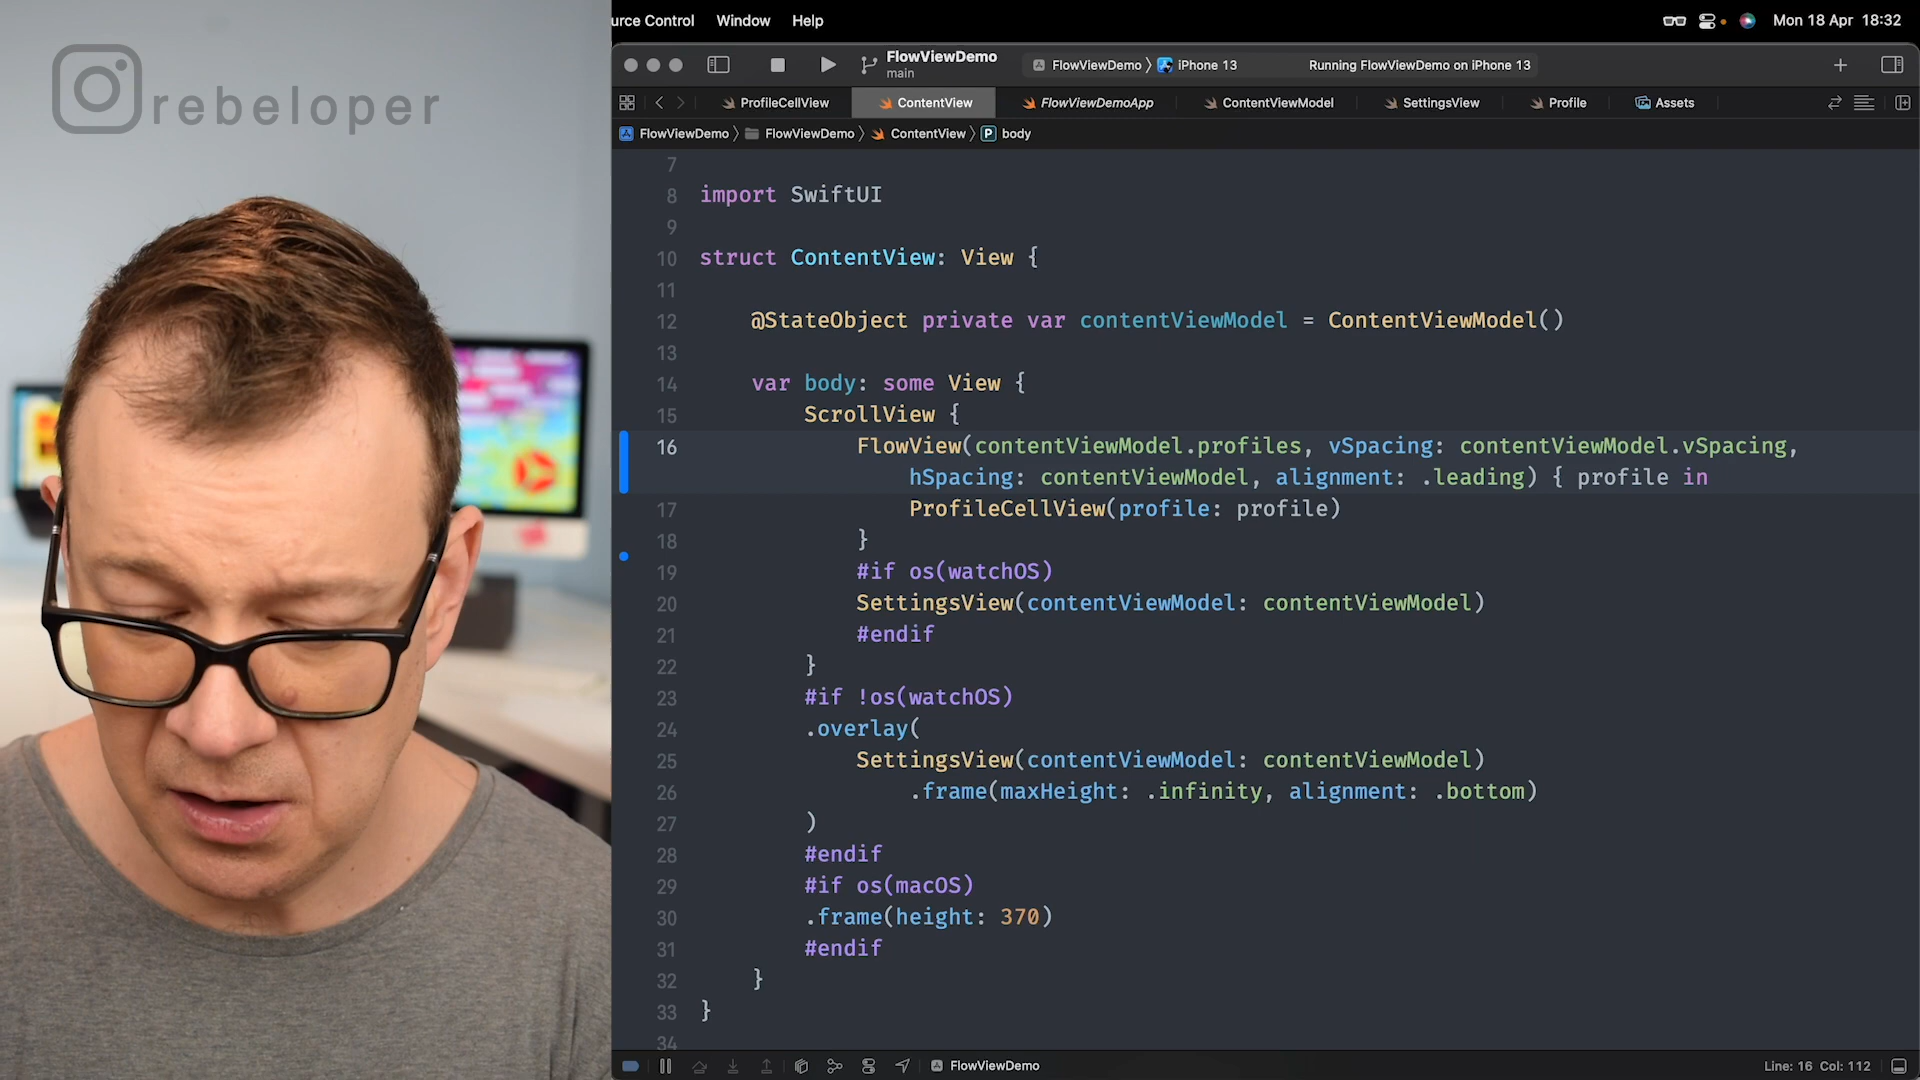 rebeloper
urce Control Window Help Mon 18 Apr 18:32
FlowViewDemo
main
FlowViewDemo iPhone 13 Running FlowViewDemo on iPhone 13
ProfileCellView ContentView FlowViewDemoApp ContentViewModel SettingsView Profile Assets
FlowViewDemo FlowViewDemo ContentView P body
7
8 import SwiftUI
9
10 struct ContentView: View {
11
12 @StateObject private var contentViewModel = ContentViewModel()
13
14 var body: some View {
15 ScrollView {
16 FlowView(contentViewModel.profiles, vSpacing: contentViewModel.vSpacing,
hSpacing: contentViewModel, alignment: .leading) { profile in
17 ProfileCellView(profile: profile)
18 }
19 #if os(watchOS)
20 SettingsView(contentViewModel: contentViewModel)
21 #endif
22 }
23 #if !os(watchOS)
24 .overlay(
25 SettingsView(contentViewModel: contentViewModel)
26 .frame(maxHeight: .infinity, alignment: .bottom)
27 )
28 #endif
29 #if os(macOS)
30 .frame(height: 370)
31 #endif
32 }
33 }
34
FlowViewDemo Line: 16 Col: 112